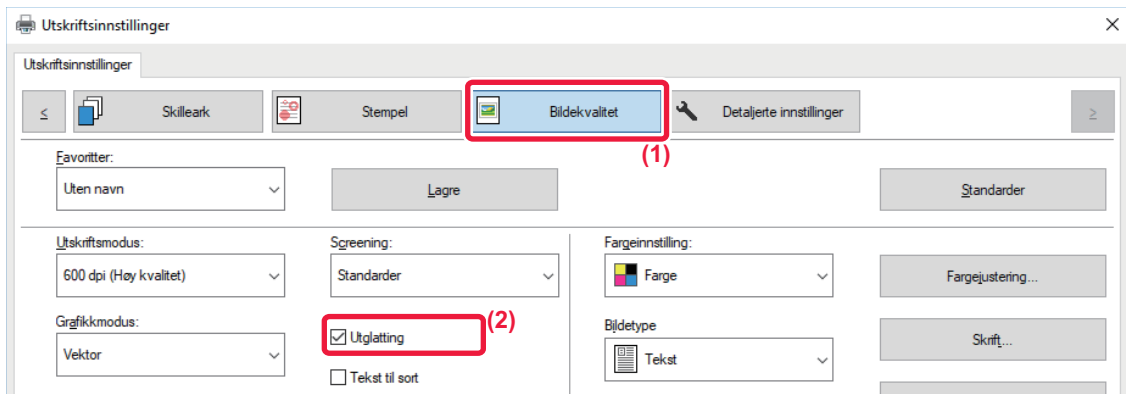 Utskriftsinnstillinger
Utskriftsinnstillinger
< Skilleark Stempel Bildekvalitet Detaljerte innstillinger >
(1)
Favoritter:
Uten navn Lagre Standarder
Utskriftsmodus: Screening: Fargeinnstilling:
600 dpi (Høy kvalitet) Standarder Farge Fargejustering...
Grafikkmodus: (2) Bildetype
Vektor Utglatting Tekst Skrift...
Tekst til sort